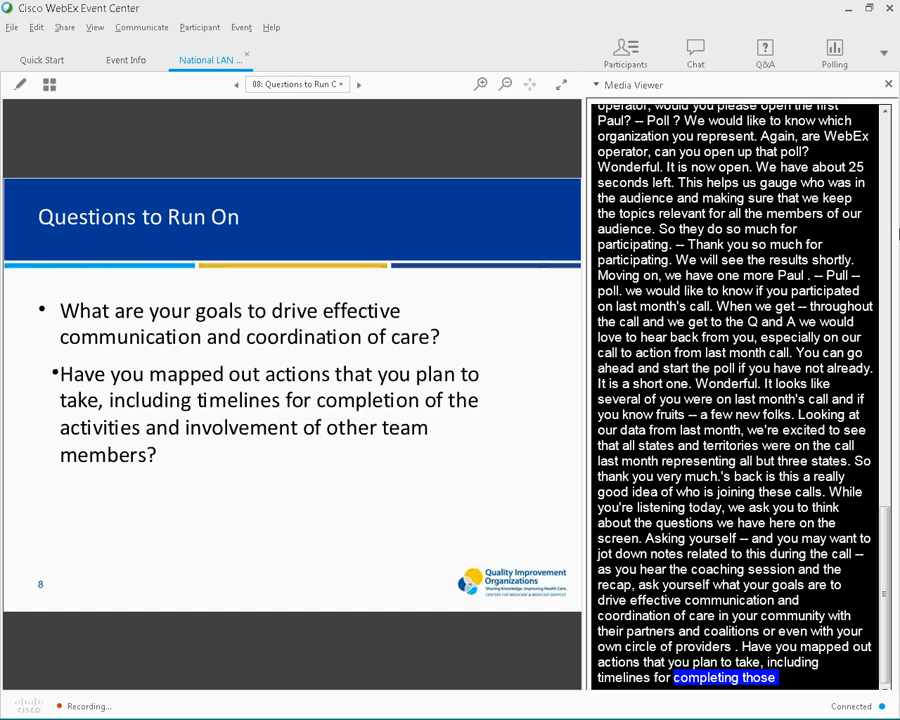 Cisco WebEx Event Center
File Edit Share View Communicate Participant Event Help
Quick Start Event Info National LAN ...
Participants Chat Q&A Polling
08: Questions to Run C
Media Viewer
Questions to Run On
• What are your goals to drive effective
communication and coordination of care?
•Have you mapped out actions that you plan to
take, including timelines for completion of the
activities and involvement of other team
members?
8
Quality Improvement
Organizations
Sharing Knowledge. Improving Health Care.
CENTERS FOR MEDICARE & MEDICAID SERVICES
operator, would you please open the first
Paul? -- Poll ? We would like to know which
organization you represent. Again, are WebEx
operator, can you open up that poll?
Wonderful. It is now open. We have about 25
seconds left. This helps us gauge who was in
the audience and making sure that we keep
the topics relevant for all the members of our
audience. So they do so much for
participating. -- Thank you so much for
participating. We will see the results shortly.
Moving on, we have one more Paul . -- Pull --
poll. we would like to know if you participated
on last month's call. When we get -- throughout
the call and we get to the Q and A we would
love to hear back from you, especially on our
call to action from last month call. You can go
ahead and start the poll if you have not already.
It is a short one. Wonderful. It looks like
several of you were on last month's call and if
you know fruits -- a few new folks. Looking at
our data from last month, we're excited to see
that all states and territories were on the call
last month representing all but three states. So
thank you very much.'s back is this a really
good idea of who is joining these calls. While
you're listening today, we ask you to think
about the questions we have here on the
screen. Asking yourself -- and you may want to
jot down notes related to this during the call --
as you hear the coaching session and the
recap, ask yourself what your goals are to
drive effective communication and
coordination of care in your community with
their partners and coalitions or even with your
own circle of providers . Have you mapped out
actions that you plan to take, including
timelines for completing those
cisco Recording...
Connected